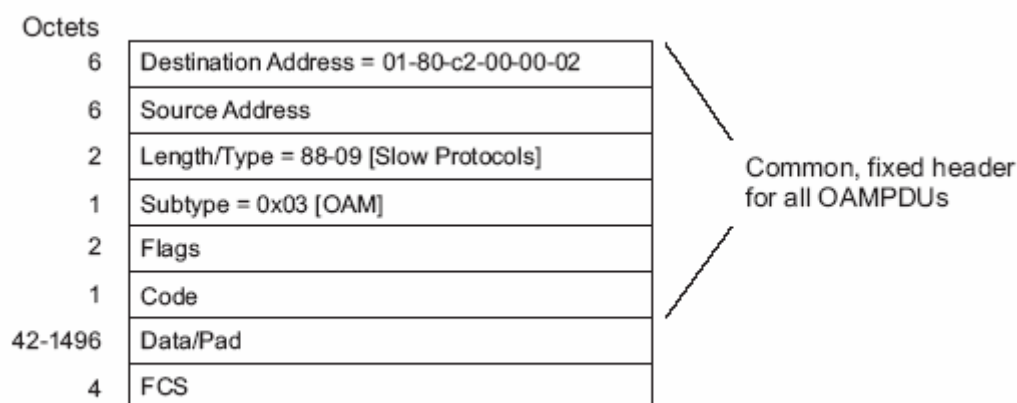 Octets
6 Destination Address = 01-80-c2-00-00-02
6 Source Address
2 Length/Type = 88-09 [Slow Protocols]
1 Subtype = 0x03 [OAM]
2 Flags
1 Code
42-1496 Data/Pad
4 FCS
Common, fixed header
for all OAMPDUs